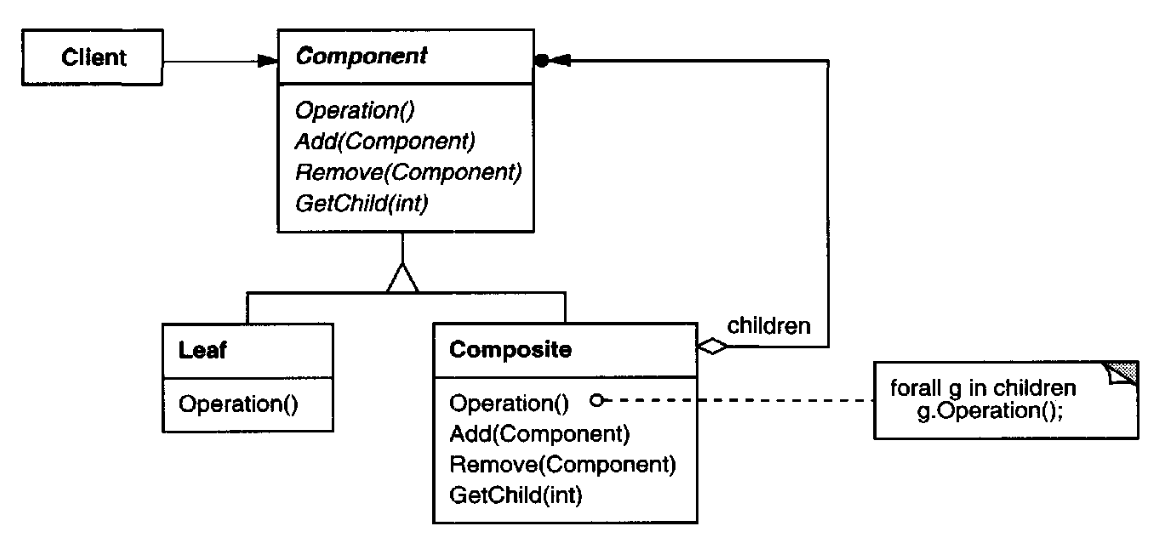 Client
Component
Operation()
Add(Component)
Remove(Component)
GetChild(int)
children
Leaf
Operation()
Composite
Operation()
Add(Component)
Remove(Component)
GetChild(int)
forall g in children
g.Operation();